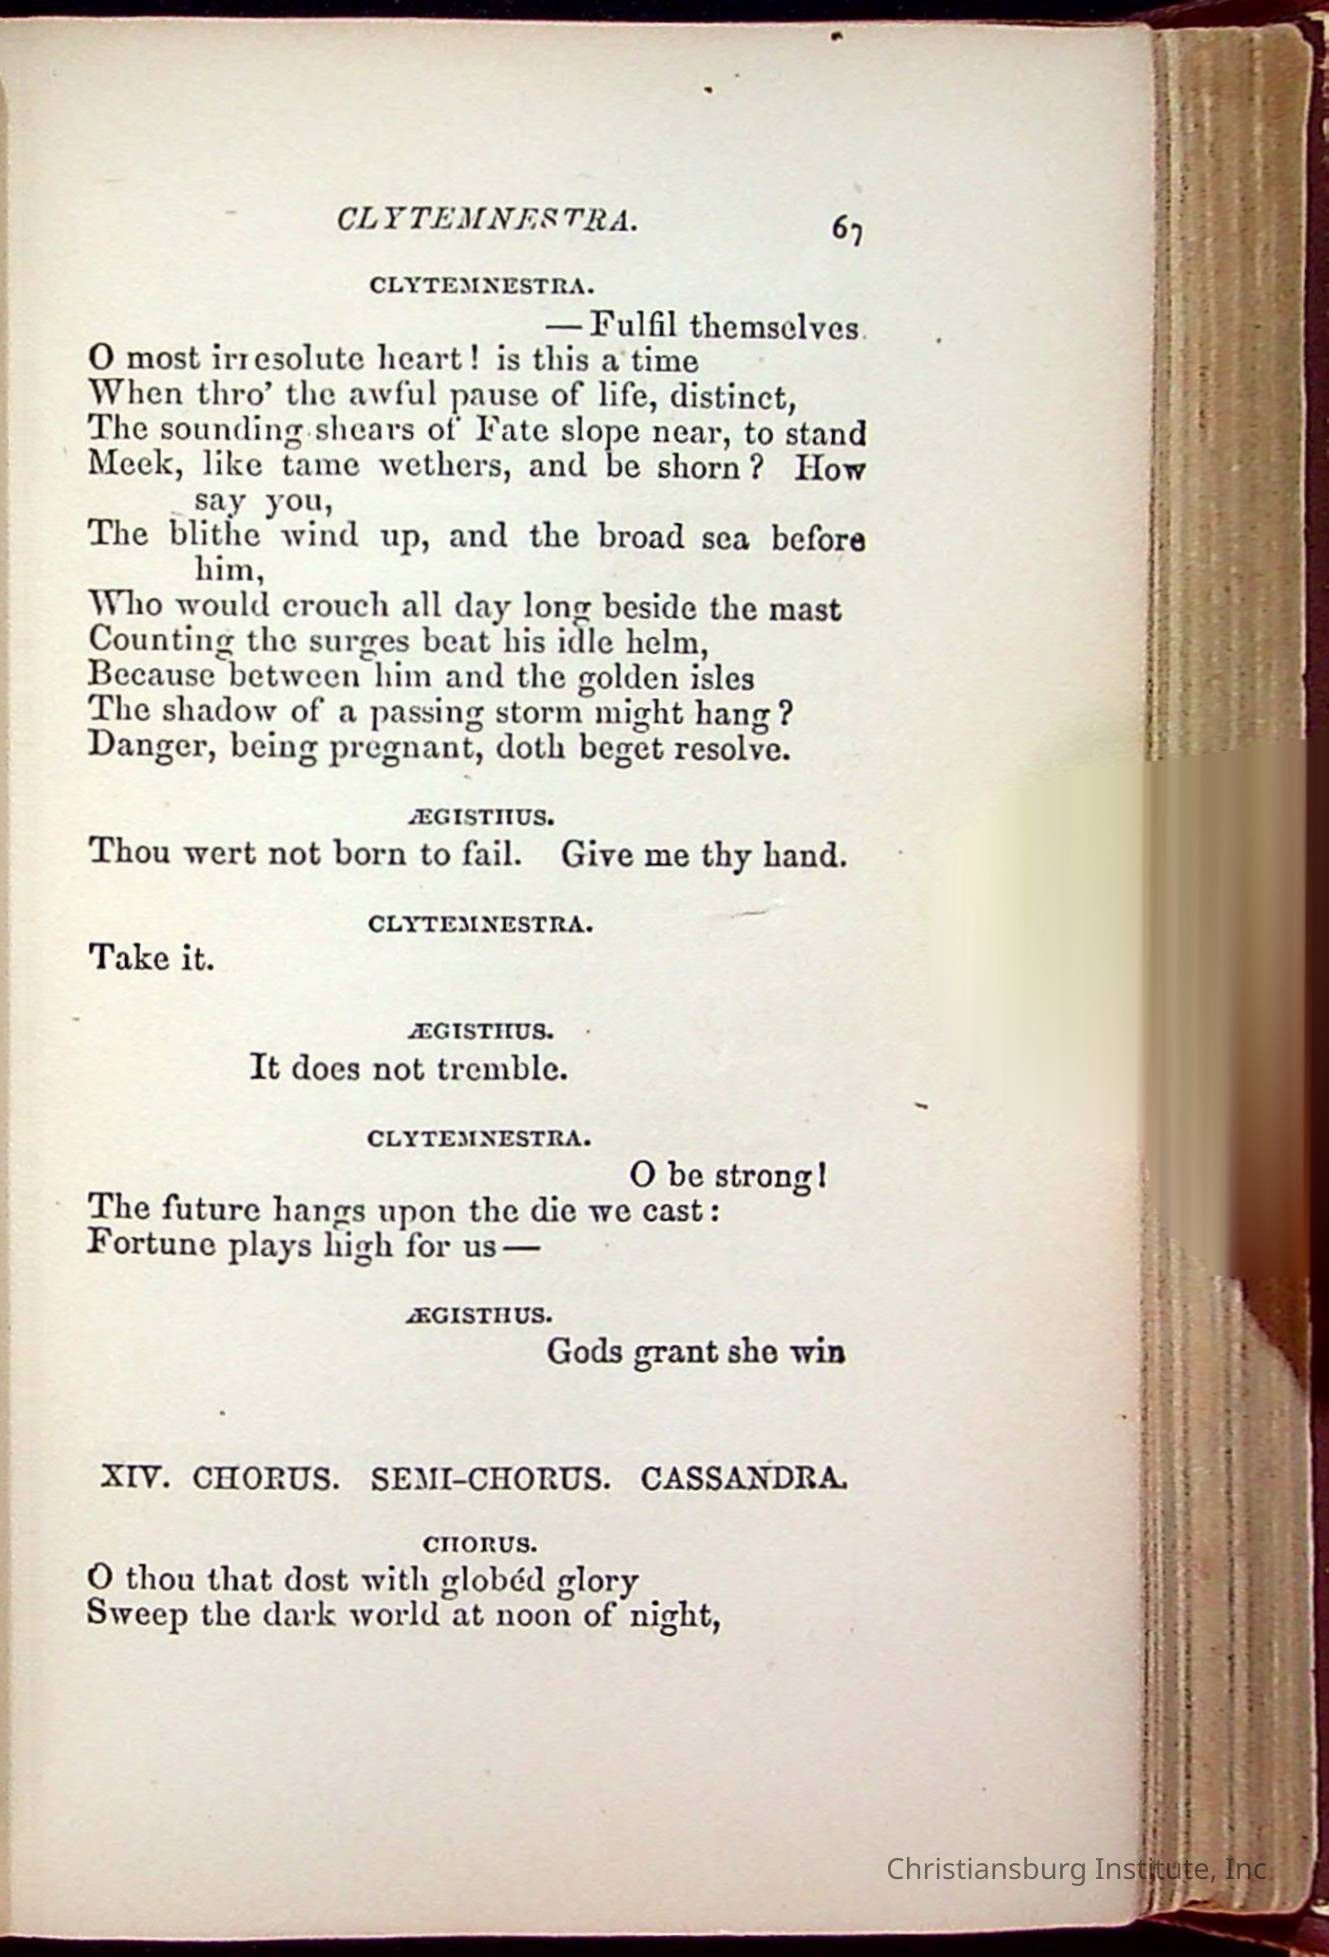 CLYTEMNESTRA. 67
CLYTEMNESTRA.
— Fulfil themselves.
O most irresolute heart! is this a time
When thro' the awful pause of life, distinct,
The sounding shears of Fate slope near, to stand
Meek, like tame wethers, and be shorn? How
say you,
The blithe wind up, and the broad sea before
him,
Who would crouch all day long beside the mast
Counting the surges beat his idle helm,
Because between him and the golden isles
The shadow of a passing storm might hang?
Danger, being pregnant, doth beget resolve.
ÆGISTHUS.
Thou wert not born to fail. Give me thy hand.
CLYTEMNESTRA.
Take it.
ÆGISTHUS.
It does not tremble.
CLYTEMNESTRA.
O be strong!
The future hangs upon the die we cast:
Fortune plays high for us—
ÆGISTHUS.
Gods grant she win
XIV. CHORUS. SEMI-CHORUS. CASSANDRA.
CHORUS.
O thou that dost with globéd glory
Sweep the dark world at noon of night,
Christiansburg Institute, Inc